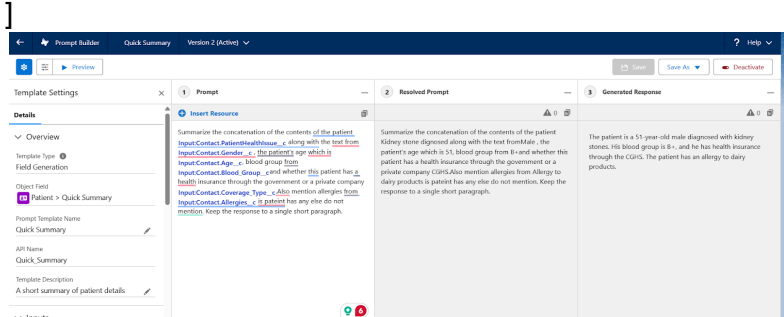 ]
Prompt Builder Quick Summary Version 2 (Active) ? Help
Preview Save Save As Deactivate
Template Settings ×
Details
Overview
Template Type
Field Generation
Object Field
Patient > Quick Summary
Prompt Template Name
Quick Summary
API Name
Quick_Summary
Template Description
A short summary of patient details
1 Prompt
Insert Resource
Summarize the concatenation of the contents of the patient
Input:Contact.PatientHealthIssue__c along with the text from
Input:Contact.Gender__c , the patient's age which is
Input:Contact.Age__c, blood group from
Input:Contact.Blood_Group__c and whether this patient has a
health insurance through the government or a private company
Input:Contact.Coverage_Type__c. Also mention allergies from
Input:Contact.Allergies__c is pateint has any else do not
mention. Keep the response to a single short paragraph.
6
2 Resolved Prompt
0
Summarize the concatenation of the contents of the patient
Kidney stone dignosed along with the text fromMale , the
patient's age which is 51, blood group from B+and whether this
patient has a health insurance through the government or a
private company CGHS.Also mention allergies from Allergy to
dairy products is pateint has any else do not mention. Keep the
response to a single short paragraph.
3 Generated Response
0
The patient is a 51-year-old male diagnosed with kidney
stones. His blood group is B+, and he has health insurance
through the CGHS. The patient has an allergy to dairy
products.